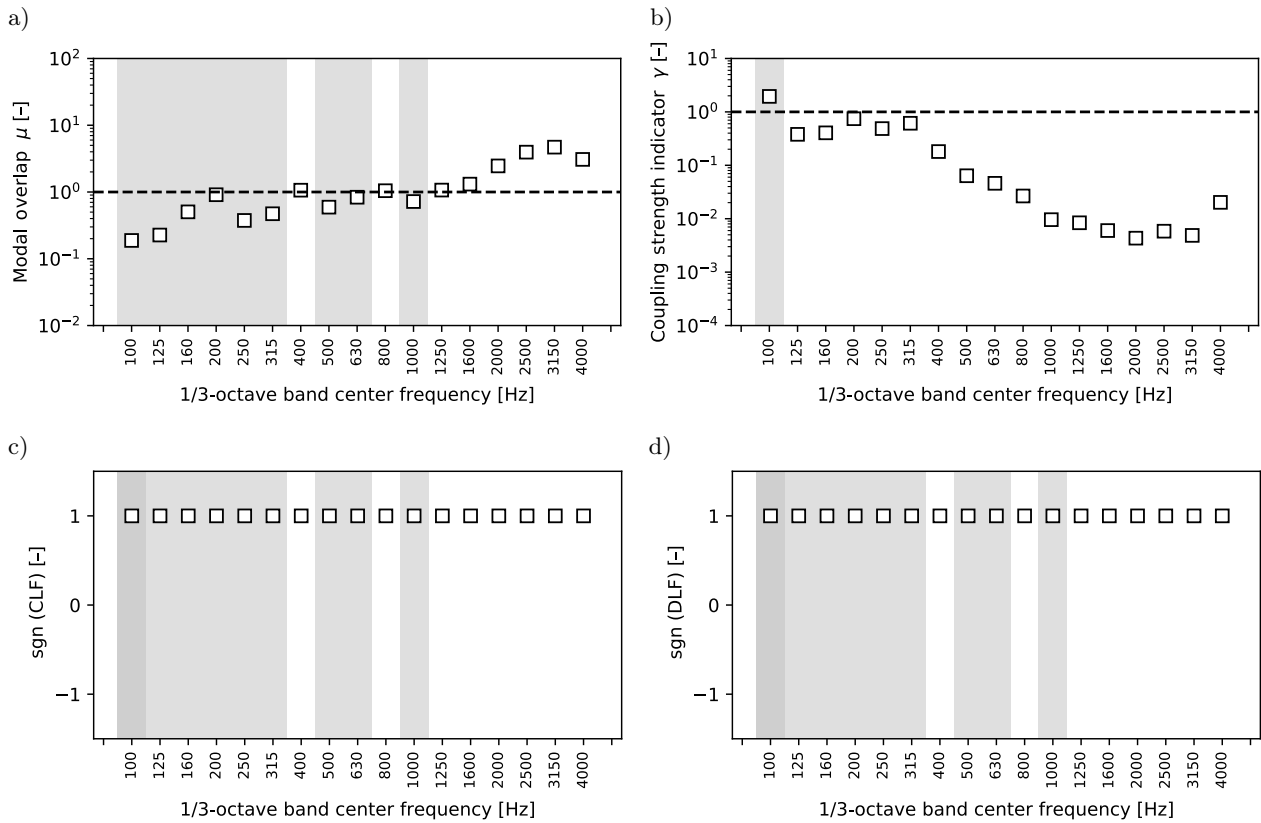 a)
Modal overlap μ [–]
10²
10¹
10⁰
10⁻¹
10⁻²
100 125 160 200 250 315 400 500 630 800 1000 1250 1600 2000 2500 3150 4000
1/3-octave band center frequency [Hz]
b)
Coupling strength indicator γ [–]
10¹
10⁰
10⁻¹
10⁻²
10⁻³
10⁻⁴
100 125 160 200 250 315 400 500 630 800 1000 1250 1600 2000 2500 3150 4000
1/3-octave band center frequency [Hz]
c)
sgn (CLF) [–]
1
0
−1
100 125 160 200 250 315 400 500 630 800 1000 1250 1600 2000 2500 3150 4000
1/3-octave band center frequency [Hz]
d)
sgn (DLF) [–]
1
0
−1
100 125 160 200 250 315 400 500 630 800 1000 1250 1600 2000 2500 3150 4000
1/3-octave band center frequency [Hz]